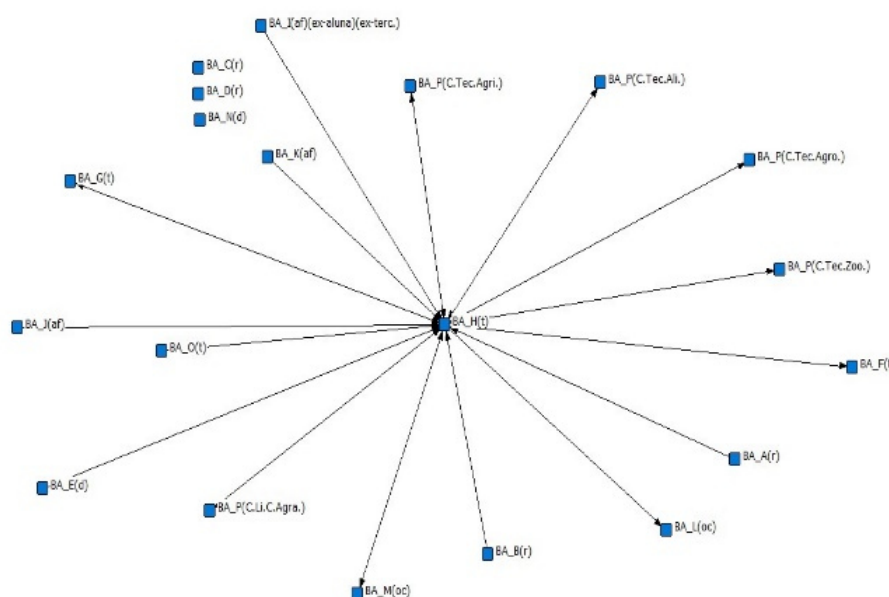 BA_I(af)(ex-aluna)(ex-terc.)
BA_C(r)
BA_D(r)
BA_N(d)
BA_P(C.Tec.Agri.)
BA_P(C.Tec.Ali.)
BA_K(af)
BA_P(C.Tec.Agro.)
BA_G(t)
BA_P(C.Tec.Zoo.)
BA_H(t)
BA_J(af)
BA_O(t)
BA_F(
BA_A(r)
BA_E(d)
BA_P(C.Li.C.Agra.)
BA_L(oc)
BA_B(r)
BA_M(oc)